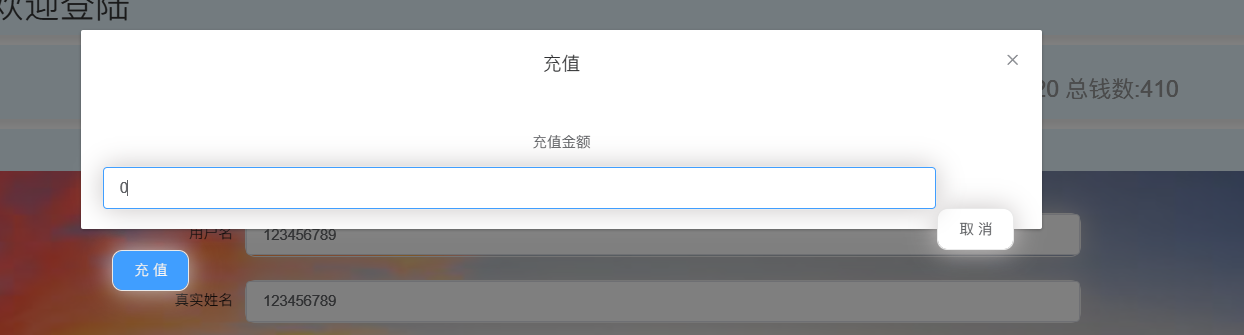 欢迎登陆
充值
20 总钱数:410
充值金额
0
取 消
用户名
123456789
充 值
真实姓名
123456789